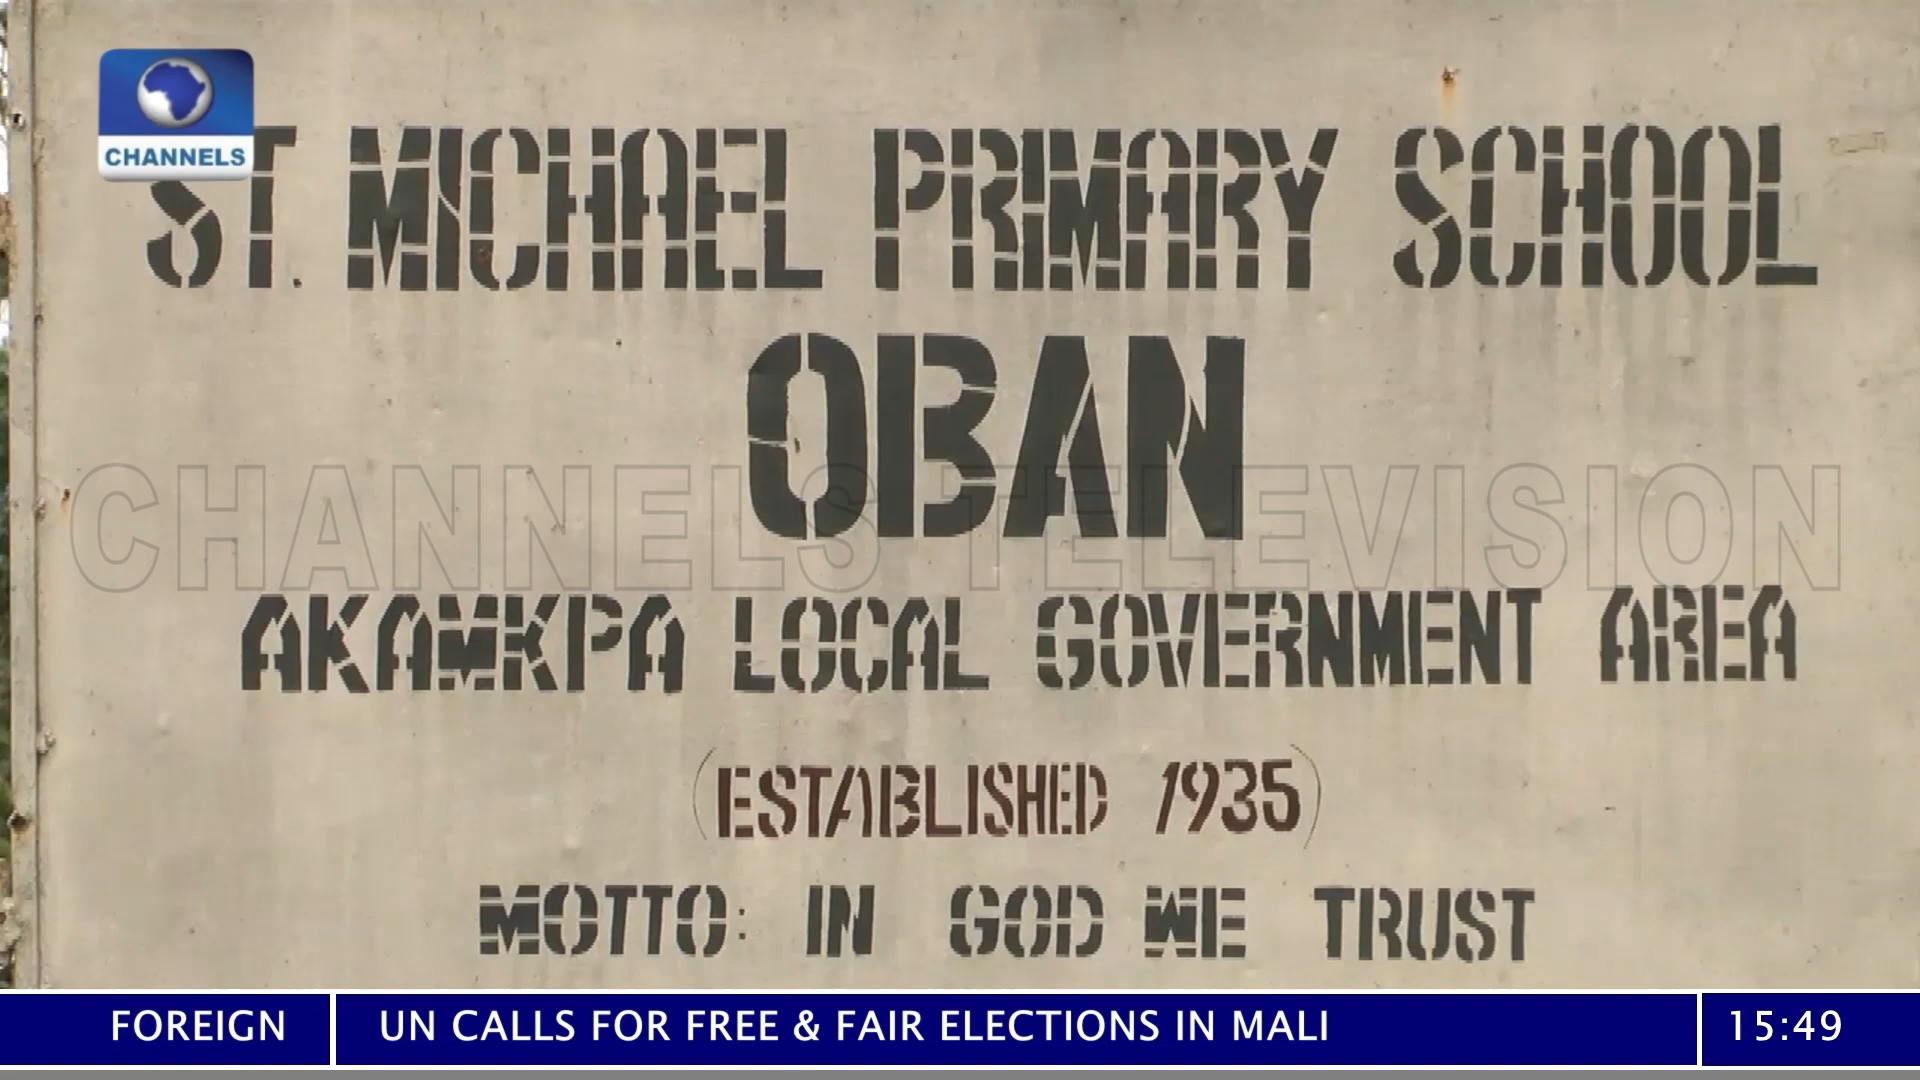 CHANNELS
ST. MICHAEL PRIMARY SCHOOL
OBAN
CHANNELS TELEVISION
AKAMKPA LOCAL GOVERNMENT AREA
(ESTABLISHED 1935)
MOTTO: IN GOD WE TRUST
FOREIGN UN CALLS FOR FREE & FAIR ELECTIONS IN MALI 15:49